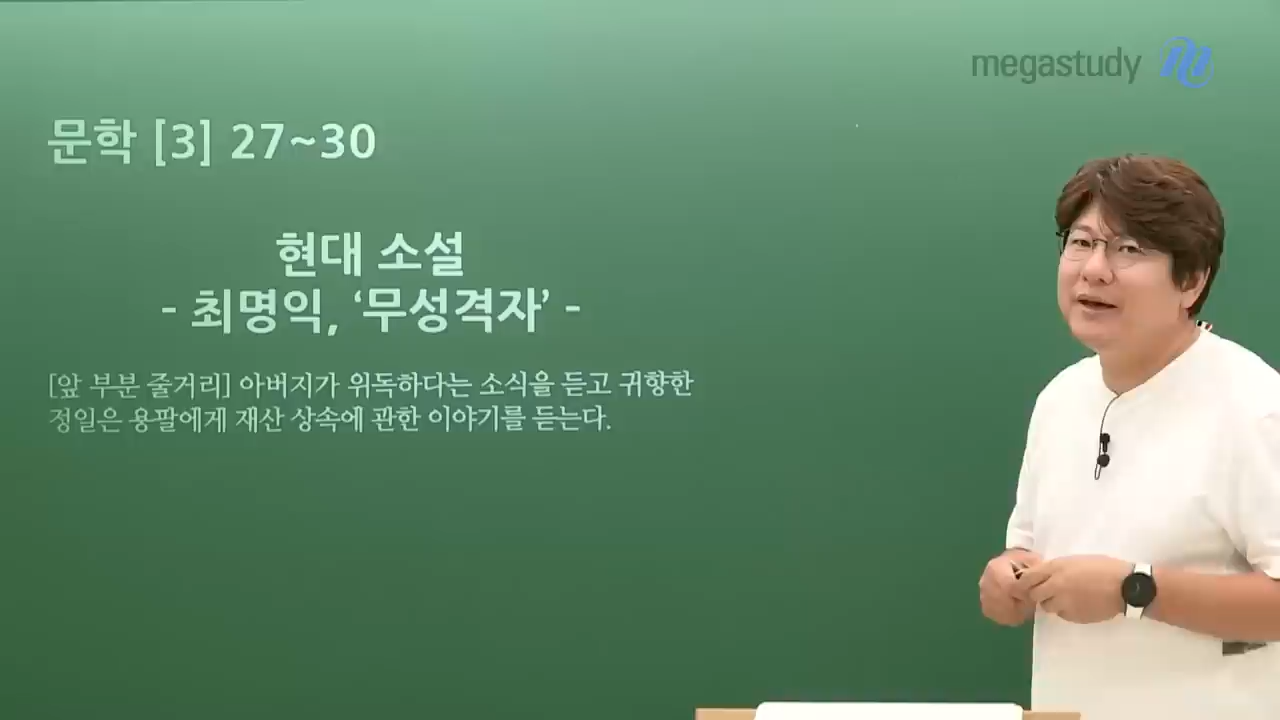 megastudy
문학 [3] 27~30
현대 소설
- 최명익, ‘무성격자’ -
[앞 부분 줄거리] 아버지가 위독하다는 소식을 듣고 귀향한
정일은 용팔에게 재산 상속에 관한 이야기를 듣는다.